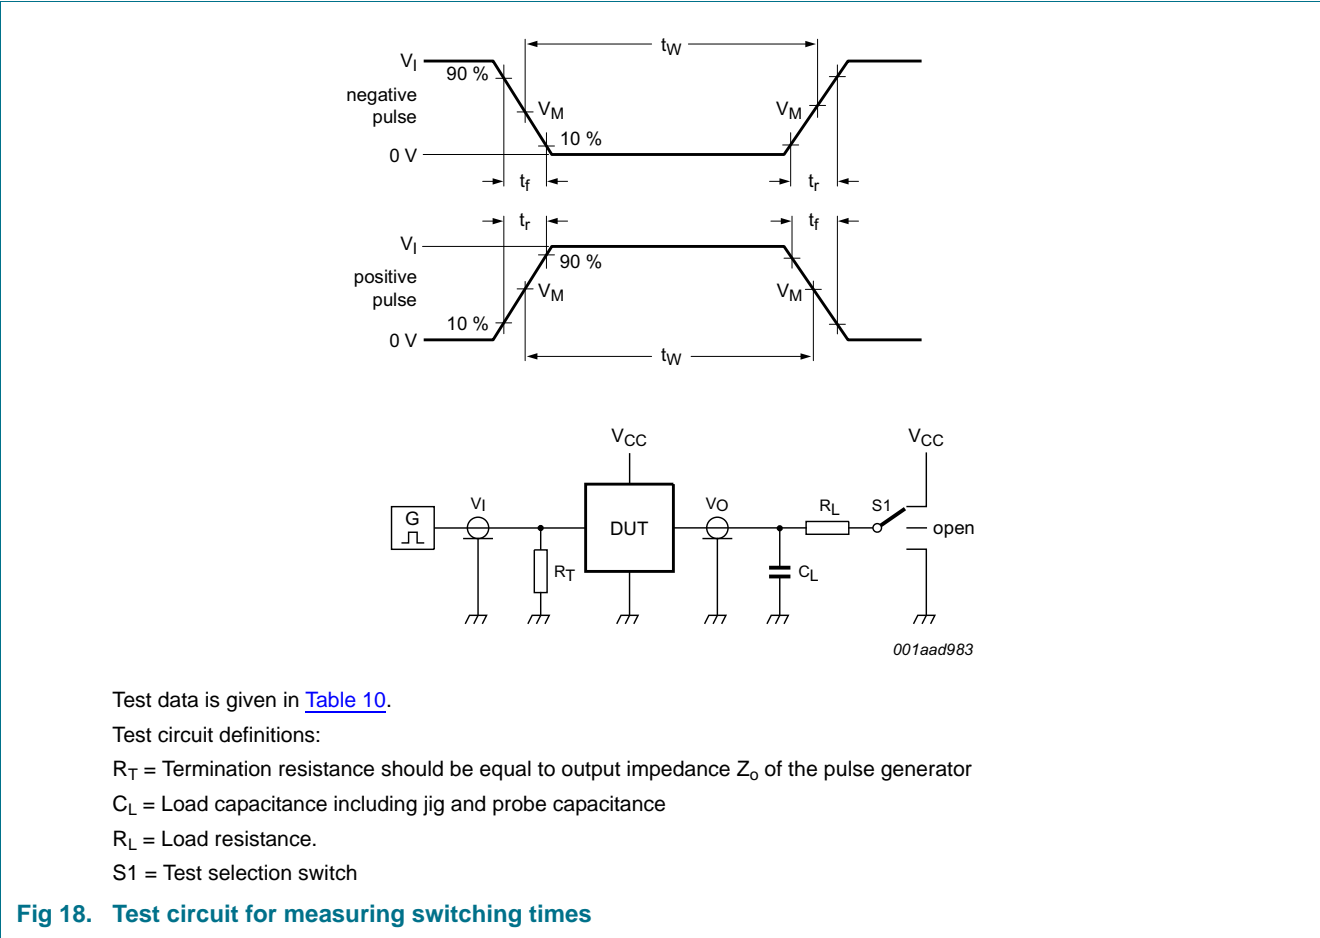 tW
VI
90 %
negative
pulse
VM
VM
10 %
0 V
tf
tr
tr
tf
VI
90 %
positive
pulse
VM
VM
10 %
0 V
tW
VCC
VCC
G
VI
DUT
VO
RL
S1
open
RT
CL
001aad983
Test data is given in Table 10.
Test circuit definitions:
RT = Termination resistance should be equal to output impedance Zo of the pulse generator
CL = Load capacitance including jig and probe capacitance
RL = Load resistance.
S1 = Test selection switch
Fig 18. Test circuit for measuring switching times